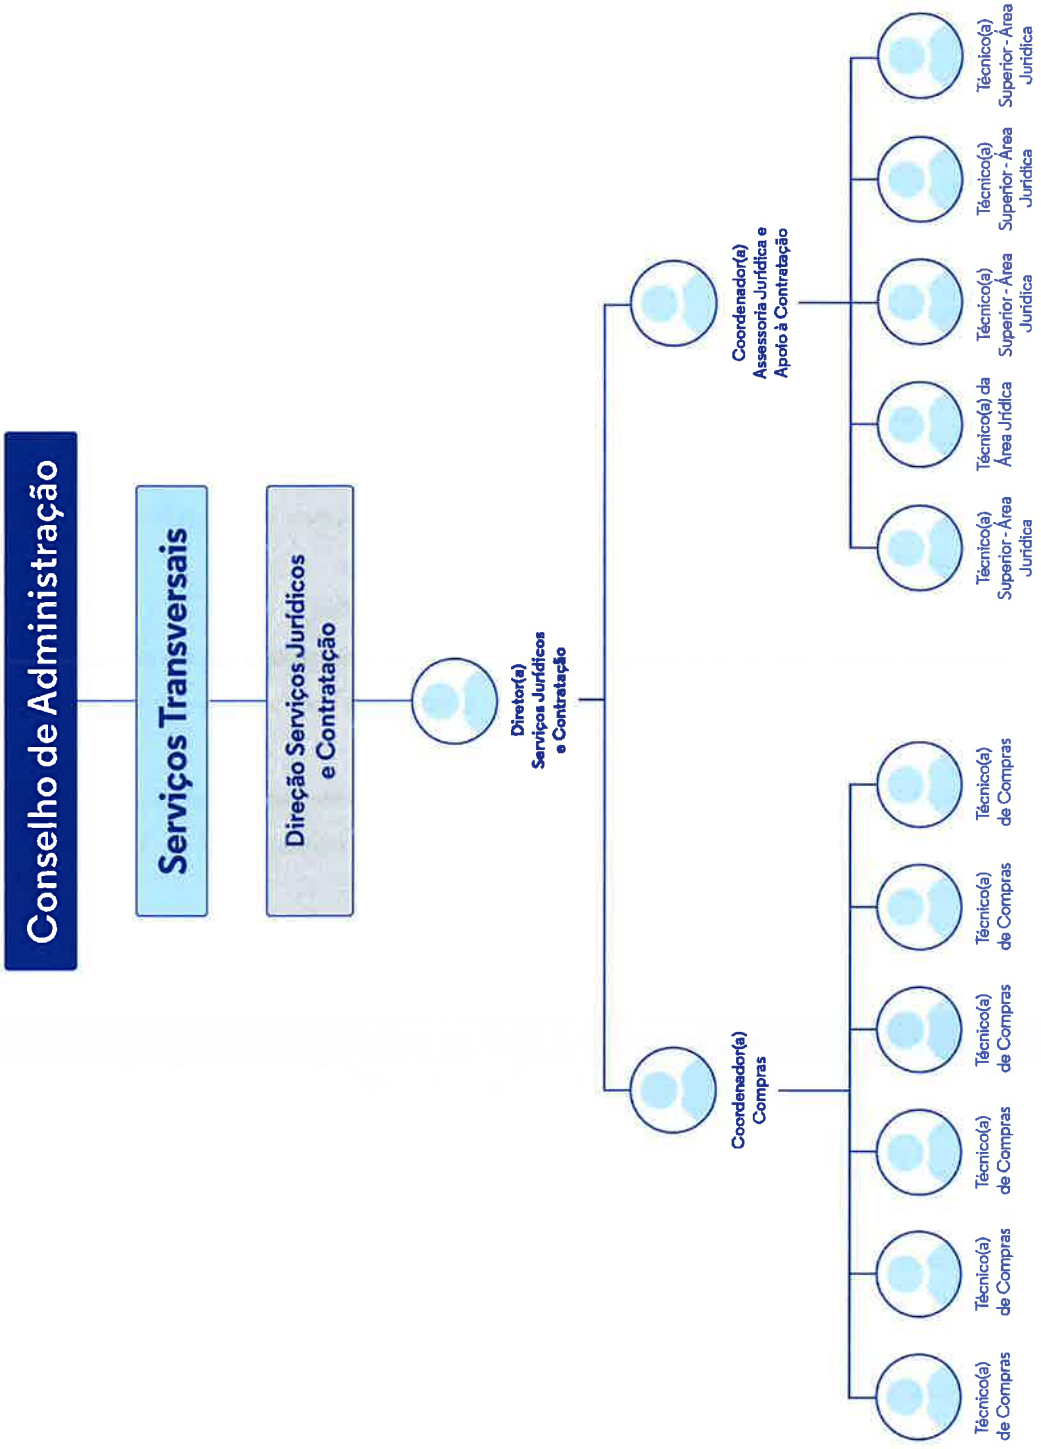 Conselho de Administração
Serviços Transversais
Direção Serviços Jurídicos
e Contratação
Diretor(a)
Serviços Jurídicos
e Contratação
Coordenador(a)
Compras
Coordenador(a)
Assessoria Jurídica e
Apoio à Contratação
Técnico(a)
de Compras
Técnico(a)
de Compras
Técnico(a)
de Compras
Técnico(a)
de Compras
Técnico(a)
de Compras
Técnico(a)
de Compras
Técnico(a)
Superior - Área
Jurídica
Técnico(a) da
Área Jrídica
Técnico(a)
Superior - Área
Jurídica
Técnico(a)
Superior - Área
Jurídica
Técnico(a)
Superior - Área
Jurídica